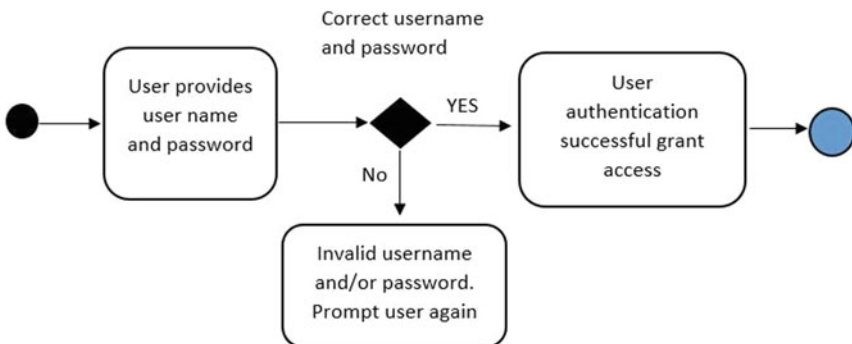 Correct username
and password
User provides
user name
and password
YES
User
authentication
successful grant
access
No
Invalid username
and/or password.
Prompt user again